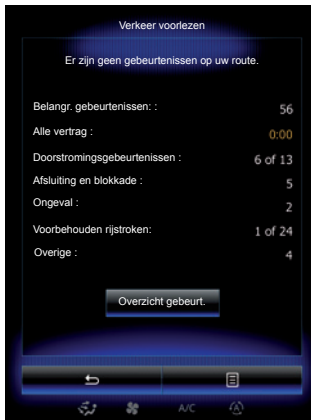 Verkeer voorlezen
Er zijn geen gebeurtenissen op uw route.
Belangr. gebeurtenissen: : 56
Alle vertrag : 0:00
Doorstromingsgebeurtenissen : 6 of 13
Afsluiting en blokkade : 5
Ongeval : 2
Voorbehouden rijstroken: 1 of 24
Overige : 4
Overzicht gebeurt.
A/C
A